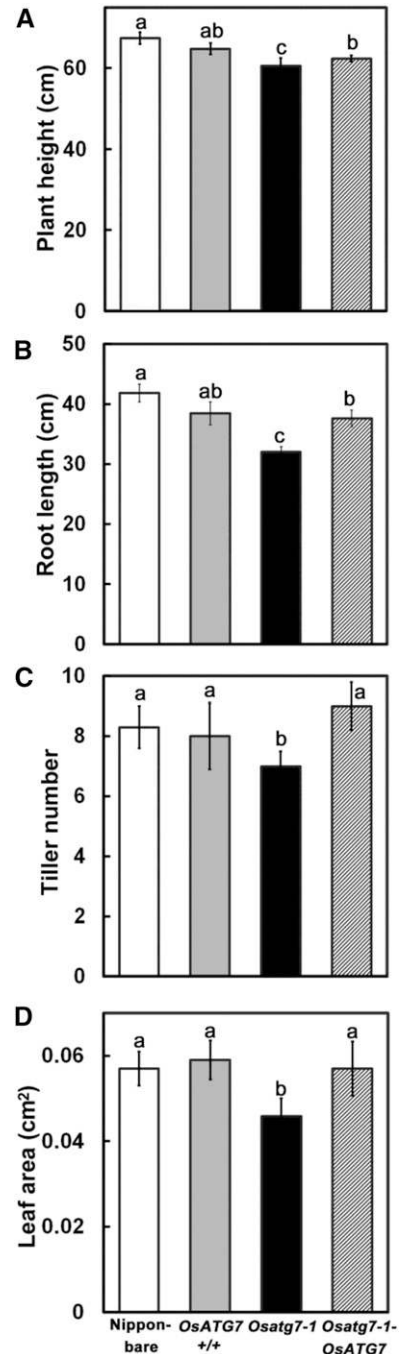 A
Plant height (cm)
60
40
20
0
a
ab
c
b
B
Root length (cm)
50
40
30
20
10
0
a
ab
c
b
C
Tiller number
10
8
6
4
2
0
a
a
b
a
D
Leaf area (cm²)
0.06
0.04
0.02
0
a
a
b
a
Nippon- OsATG7 Osatg7-1 Osatg7-1-
bare +/+ OsATG7